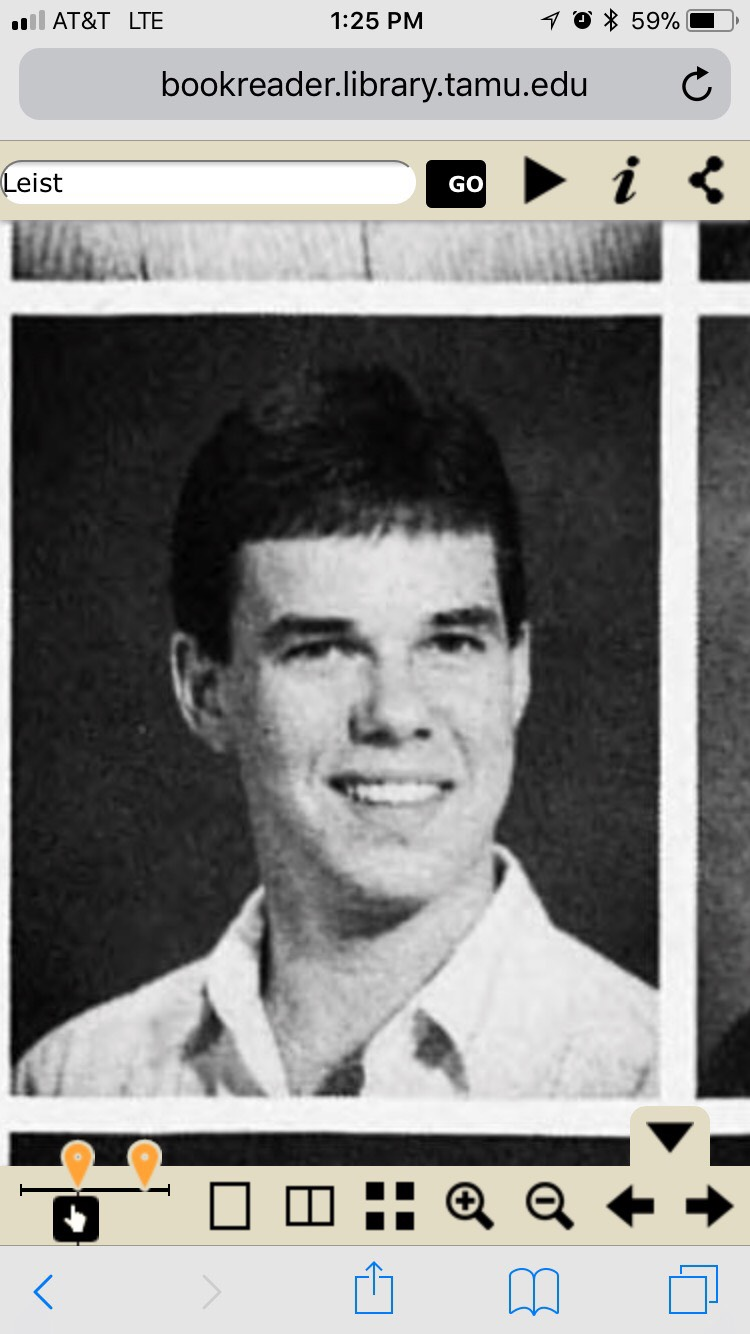 AT&T LTE 1:25 PM 59%
bookreader.library.tamu.edu
Leist GO i